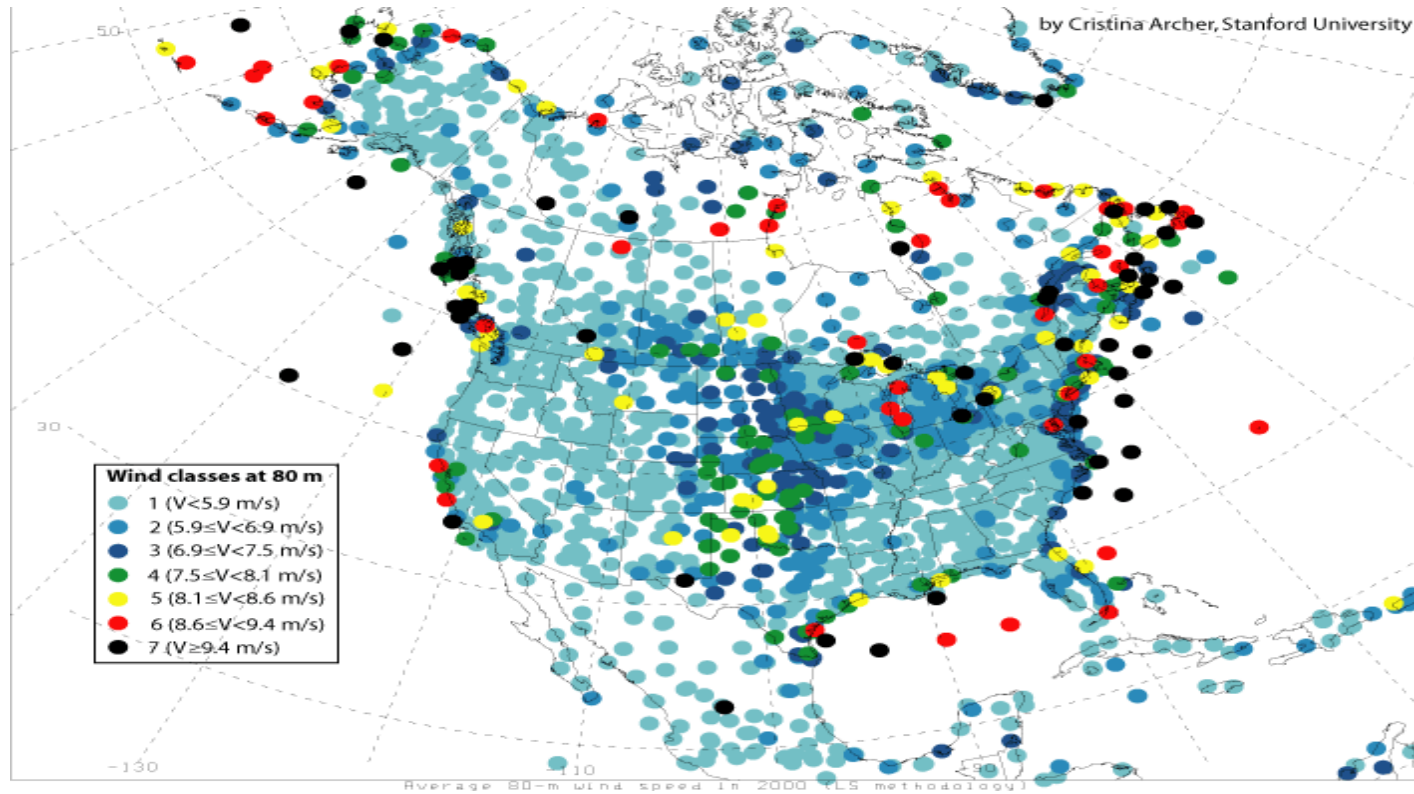 by Cristina Archer, Stanford University
50
30
Wind classes at 80 m
1 (V<5.9 m/s)
2 (5.9≤V<6.9 m/s)
3 (6.9≤V<7.5 m/s)
4 (7.5≤V<8.1 m/s)
5 (8.1≤V<8.6 m/s)
6 (8.6≤V<9.4 m/s)
7 (V≥9.4 m/s)
-130
-110
-90
Average 80-m wind speed in 2000 (LS methodology)